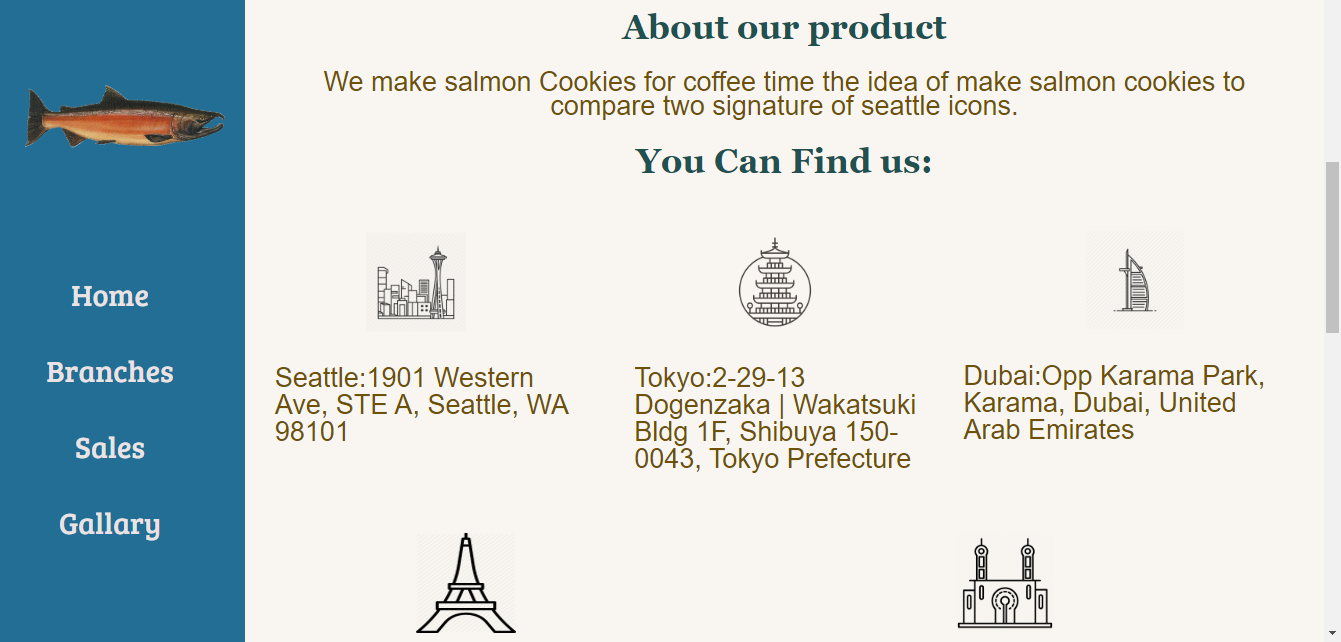 About our product
We make salmon Cookies for coffee time the idea of make salmon cookies to
compare two signature of seattle icons.
You Can Find us:
Home
Branches
Sales
Gallary
Seattle:1901 Western
Ave, STE A, Seattle, WA
98101
Tokyo:2-29-13
Dogenzaka | Wakatsuki
Bldg 1F, Shibuya 150-
0043, Tokyo Prefecture
Dubai:Opp Karama Park,
Karama, Dubai, United
Arab Emirates